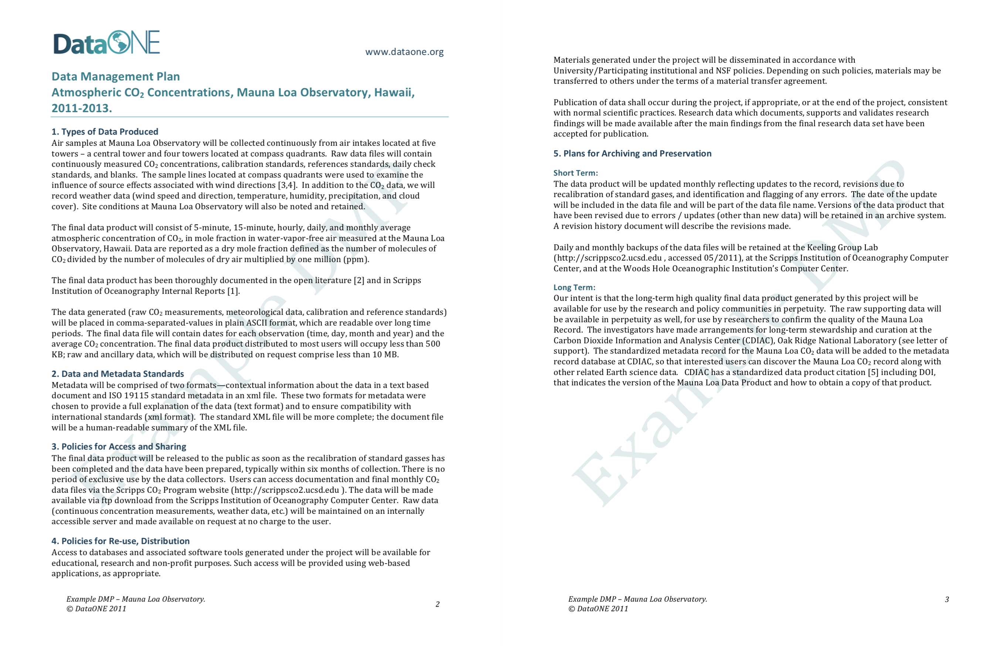 DataONE
www.dataone.org
Data Management Plan
Atmospheric CO₂ Concentrations, Mauna Loa Observatory, Hawaii,
2011-2013.
1. Types of Data Produced
Air samples at Mauna Loa Observatory will be collected continuously from air intakes located at five
towers – a central tower and four towers located at compass quadrants.  Raw data files will contain
continuously measured CO₂ concentrations, calibration standards, references standards, daily check
standards, and blanks.  The sample lines located at compass quadrants were used to examine the
influence of source effects associated with wind directions [3,4].  In addition to the CO₂ data, we will
record weather data (wind speed and direction, temperature, humidity, precipitation, and cloud
cover).  Site conditions at Mauna Loa Observatory will also be noted and retained.
The final data product will consist of 5-minute, 15-minute, hourly, daily, and monthly average
atmospheric concentration of CO₂, in mole fraction in water-vapor-free air measured at the Mauna Loa
Observatory, Hawaii. Data are reported as a dry mole fraction defined as the number of molecules of
CO₂ divided by the number of molecules of dry air multiplied by one million (ppm).
The final data product has been thoroughly documented in the open literature [2] and in Scripps
Institution of Oceanography Internal Reports [1].
The data generated (raw CO₂ measurements, meteorological data, calibration and reference standards)
will be placed in comma-separated-values in plain ASCII format, which are readable over long time
periods.  The final data file will contain dates for each observation (time, day, month and year) and the
average CO₂ concentration. The final data product distributed to most users will occupy less than 500
KB; raw and ancillary data, which will be distributed on request comprise less than 10 MB.
2. Data and Metadata Standards
Metadata will be comprised of two formats—contextual information about the data in a text based
document and ISO 19115 standard metadata in an xml file.  These two formats for metadata were
chosen to provide a full explanation of the data (text format) and to ensure compatibility with
international standards (xml format).  The standard XML file will be more complete; the document file
will be a human-readable summary of the XML file.
3. Policies for Access and Sharing
The final data product will be released to the public as soon as the recalibration of standard gasses has
been completed and the data have been prepared, typically within six months of collection. There is no
period of exclusive use by the data collectors.  Users can access documentation and final monthly CO₂
data files via the Scripps CO₂ Program website (http://scrippsco2.ucsd.edu ). The data will be made
available via ftp download from the Scripps Institution of Oceanography Computer Center.  Raw data
(continuous concentration measurements, weather data, etc.) will be maintained on an internally
accessible server and made available on request at no charge to the user.
4. Policies for Re-use, Distribution
Access to databases and associated software tools generated under the project will be available for
educational, research and non-profit purposes. Such access will be provided using web-based
applications, as appropriate.
Example DMP
Example DMP – Mauna Loa Observatory.
© DataONE 2011
2
Materials generated under the project will be disseminated in accordance with
University/Participating institutional and NSF policies. Depending on such policies, materials may be
transferred to others under the terms of a material transfer agreement.
Publication of data shall occur during the project, if appropriate, or at the end of the project, consistent
with normal scientific practices. Research data which documents, supports and validates research
findings will be made available after the main findings from the final research data set have been
accepted for publication.
5. Plans for Archiving and Preservation
Short Term:
The data product will be updated monthly reflecting updates to the record, revisions due to
recalibration of standard gases, and identification and flagging of any errors.  The date of the update
will be included in the data file and will be part of the data file name. Versions of the data product that
have been revised due to errors / updates (other than new data) will be retained in an archive system.
A revision history document will describe the revisions made.
Daily and monthly backups of the data files will be retained at the Keeling Group Lab
(http://scrippsco2.ucsd.edu , accessed 05/2011), at the Scripps Institution of Oceanography Computer
Center, and at the Woods Hole Oceanographic Institution’s Computer Center.
Long Term:
Our intent is that the long-term high quality final data product generated by this project will be
available for use by the research and policy communities in perpetuity.  The raw supporting data will
be available in perpetuity as well, for use by researchers to confirm the quality of the Mauna Loa
Record.  The investigators have made arrangements for long-term stewardship and curation at the
Carbon Dioxide Information and Analysis Center (CDIAC), Oak Ridge National Laboratory (see letter of
support).  The standardized metadata record for the Mauna Loa CO₂ data will be added to the metadata
record database at CDIAC, so that interested users can discover the Mauna Loa CO₂ record along with
other related Earth science data.   CDIAC has a standardized data product citation [5] including DOI,
that indicates the version of the Mauna Loa Data Product and how to obtain a copy of that product.
Example DMP
Example DMP – Mauna Loa Observatory.
© DataONE 2011
3